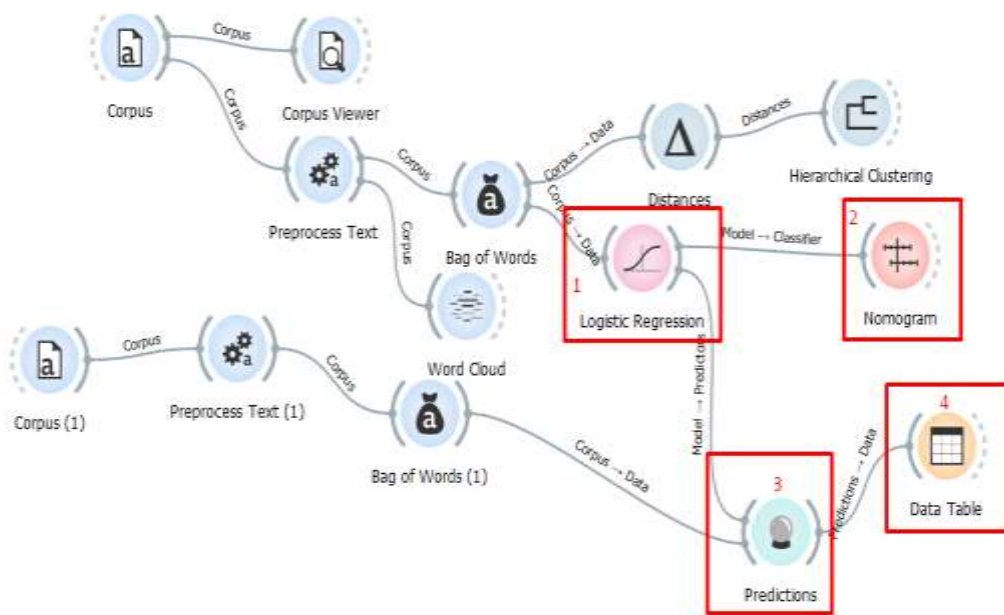 Corpus
Corpus
Corpus Viewer
Corpus
Preprocess Text
Corpus
Corpus
Bag of Words
Corpus → Data
Corpus → Data
Distances
Distances
Hierarchical Clustering
1
Logistic Regression
Model → Classifier
2
Nomogram
Word Cloud
Corpus (1)
Corpus
Preprocess Text (1)
Corpus
Bag of Words (1)
Corpus → Data
Model → Predictors
3
Predictions
Predictions → Data
4
Data Table
a
a
a
a
a
a